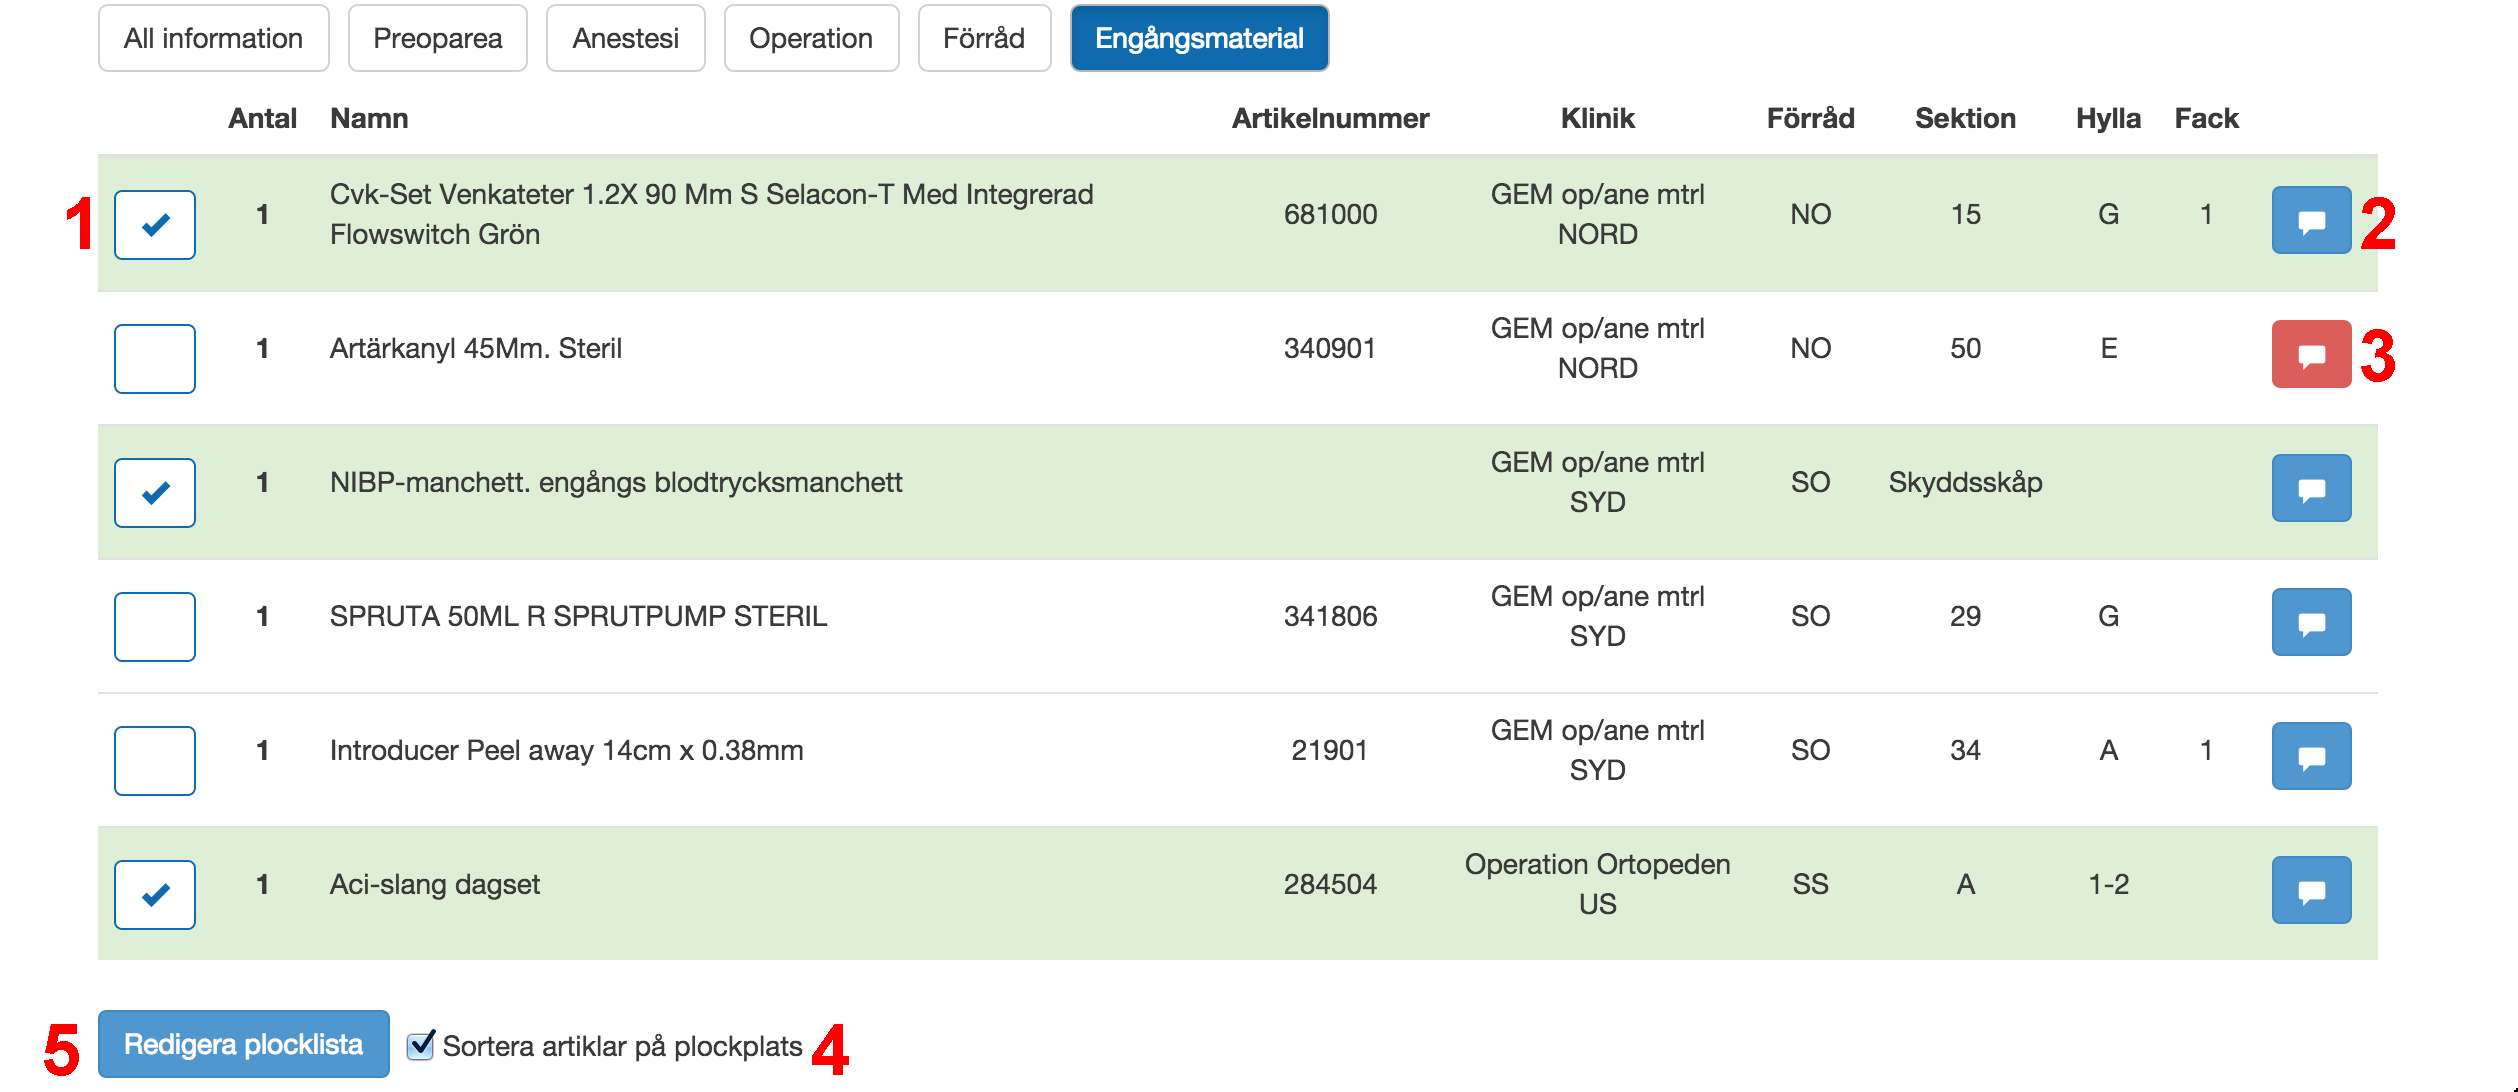 All information Preoparea Anestesi Operation Förråd Engångsmaterial
Antal Namn Artikelnummer Klinik Förråd Sektion Hylla Fack
1 1 Cvk-Set Venkateter 1.2X 90 Mm S Selacon-T Med Integrerad Flowswitch Grön 681000 GEM op/ane mtrl NORD NO 15 G 1 2
1 Artärkanyl 45Mm. Steril 340901 GEM op/ane mtrl NORD NO 50 E 3
1 NIBP-manchett. engångs blodtrycksmanchett GEM op/ane mtrl SYD SO Skyddsskåp
1 SPRUTA 50ML R SPRUTPUMP STERIL 341806 GEM op/ane mtrl SYD SO 29 G
1 Introducer Peel away 14cm x 0.38mm 21901 GEM op/ane mtrl SYD SO 34 A 1
1 Aci-slang dagset 284504 Operation Ortopeden US SS A 1-2
5 Redigera plocklista Sortera artiklar på plockplats 4